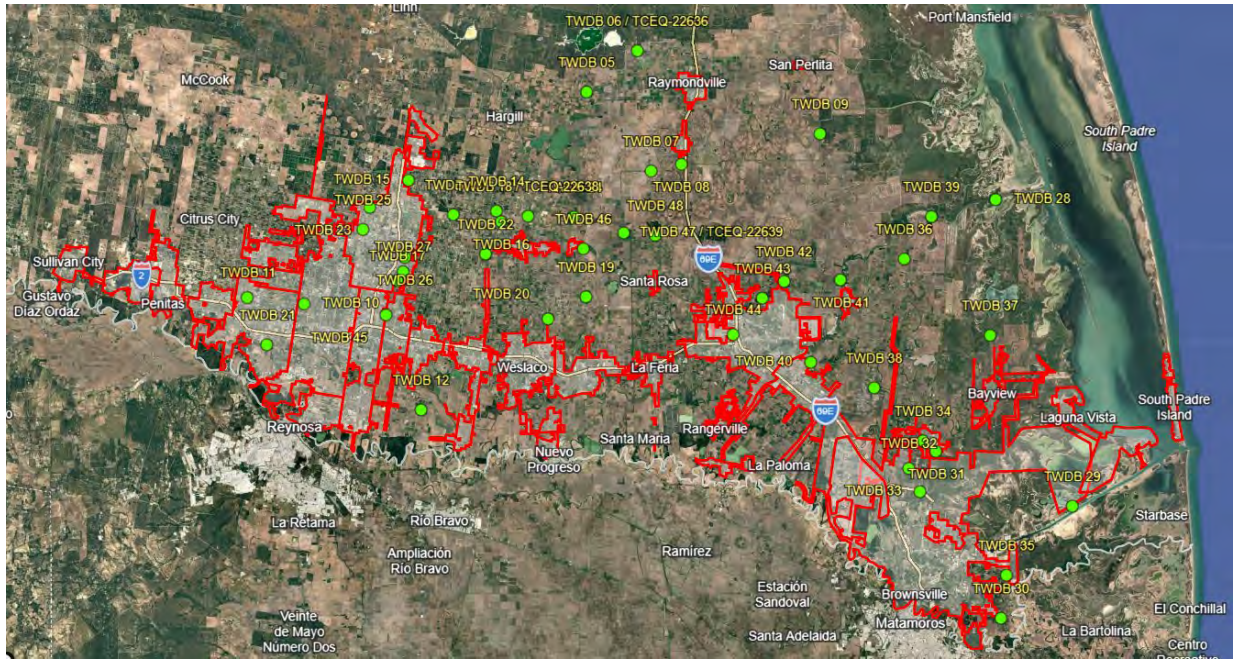 Linn
TWDB 06 / TCEQ-22636
Port Mansfield
TWDB 05
McCook
Raymondville
San Perlita
Hargill
TWDB 09
South Padre
Island
TWDB 07
TWDB 15
TWDB 14
TCEQ-22638
TWDB 08
TWDB 25
TWDB 39
TWDB 28
Citrus City
TWDB 22
TWDB 46
TWDB 48
TWDB 23
TWDB 36
TWDB 47 / TCEQ-22639
TWDB 27
TWDB 16
TWDB 42
Sullivan City
TWDB 17
69E
2
TWDB 11
TWDB 26
TWDB 19
Santa Rosa
TWDB 43
Gustavo
Díaz Ordaz
Penitas
TWDB 10
TWDB 20
TWDB 44
TWDB 41
TWDB 37
TWDB 21
TWDB 45
TWDB 40
TWDB 38
Weslaco
La Feria
TWDB 12
Bayview
South Padre
Island
69E
TWDB 34
Laguna Vista
Reynosa
Rangerville
Santa Maria
TWDB 32
Nuevo
Progreso
La Paloma
TWDB 31
TWDB 33
TWDB 29
La Retama
Río Bravo
Starbase
TWDB 35
Ampliación
Río Bravo
Ramírez
Estación
Sandoval
TWDB 30
Brownsville
El Conchillal
Veinte
de Mayo
Número Dos
Matamoros
La Bartolina
Santa Adelaida
Centro
Recreativo